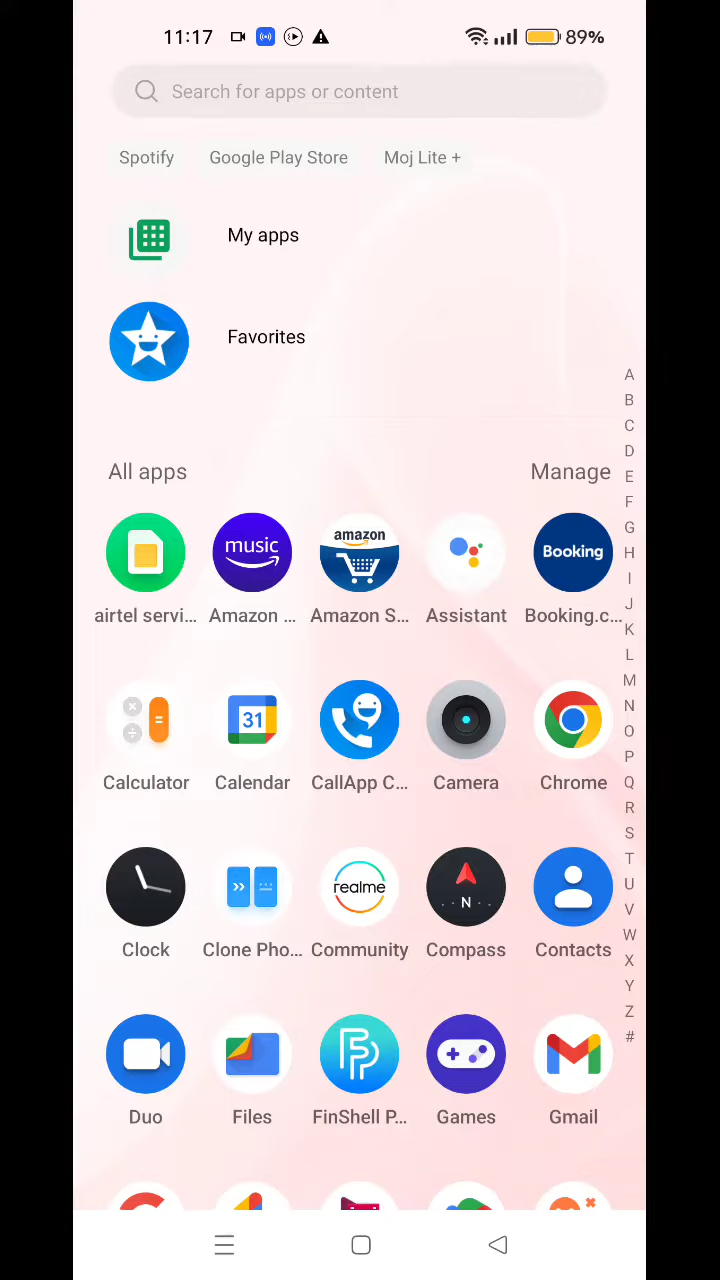 11:17 89%
Search for apps or content
Spotify Google Play Store Moj Lite +
My apps
Favorites
All apps Manage
music amazon Booking
airtel servi... Amazon ... Amazon S... Assistant Booking.c...
31
Calculator Calendar CallApp C... Camera Chrome
realme N
Clock Clone Pho... Community Compass Contacts
Duo Files FinShell P... Games Gmail
A
B
C
D
E
F
G
H
I
J
K
L
M
N
O
P
Q
R
S
T
U
V
W
X
Y
Z
#